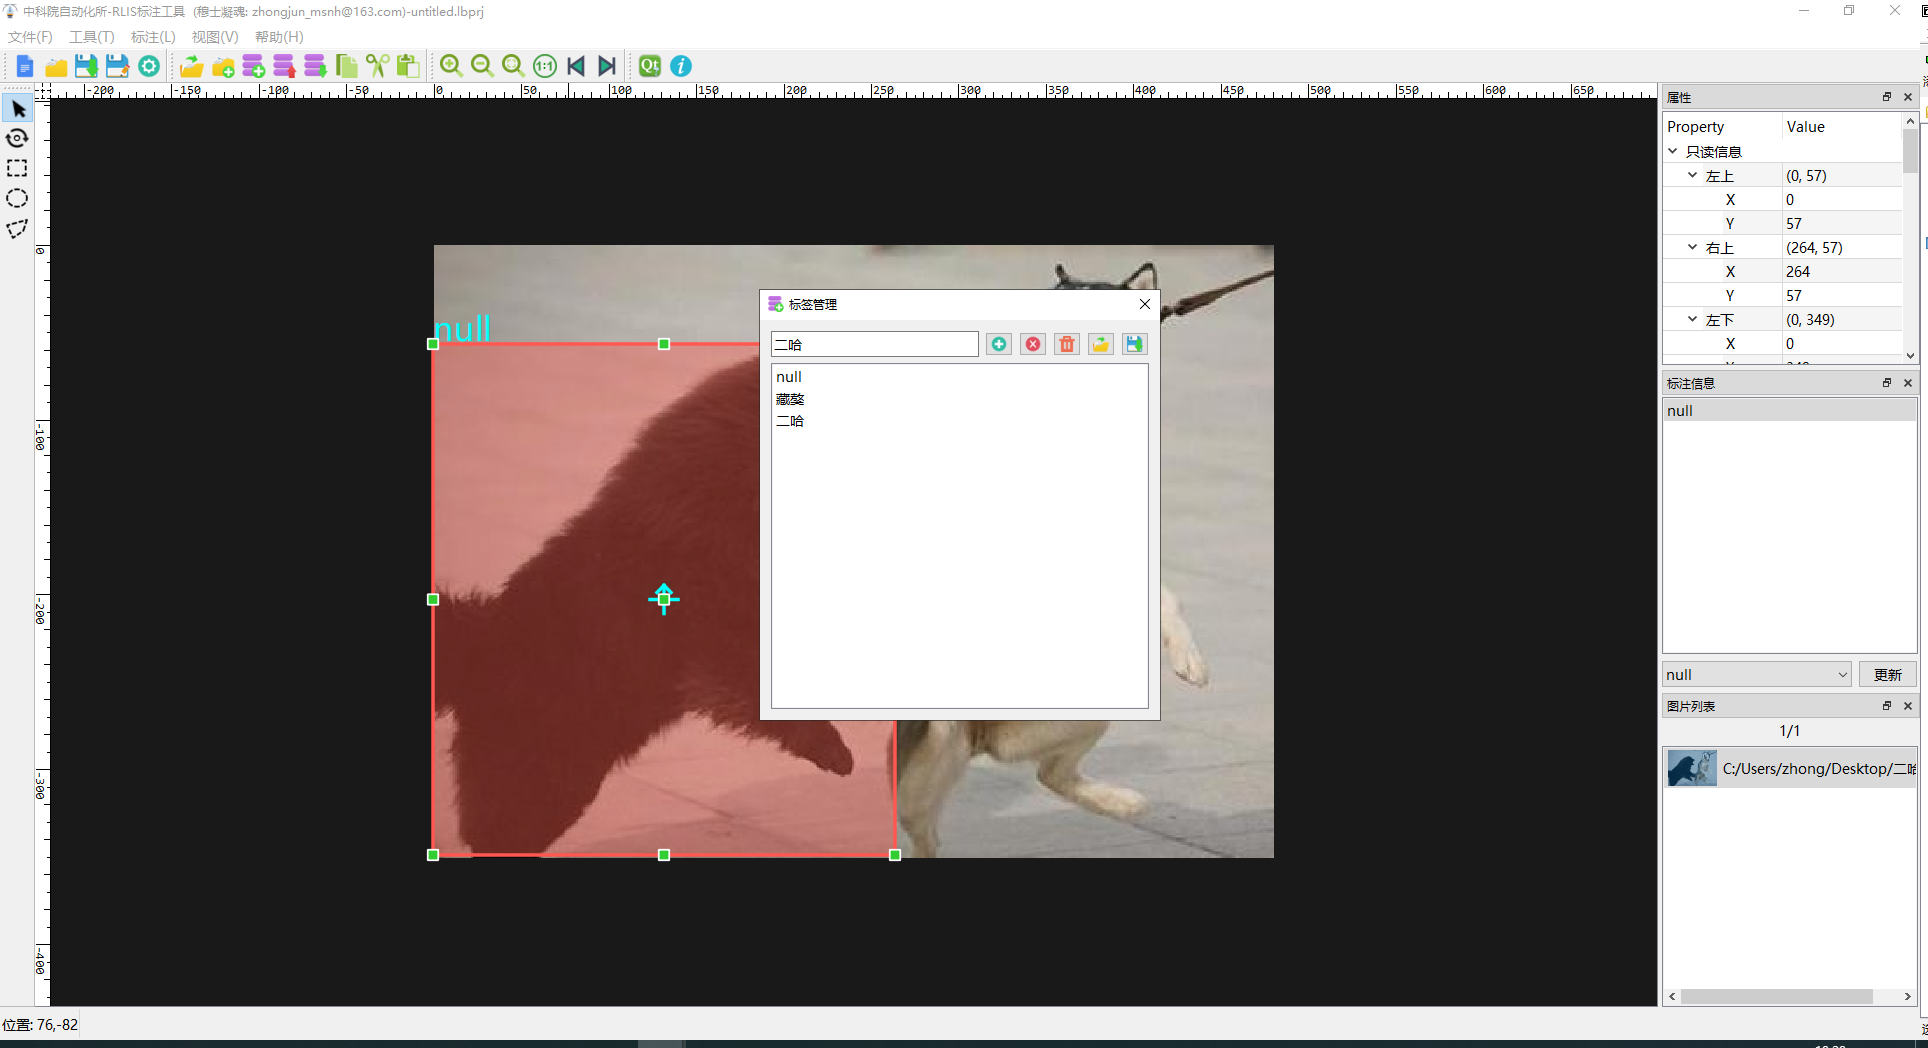 中科院自动化所-RLIS标注工具 (穆士凝魂: zhongjun_msnh@163.com)-untitled.lbprj
文件(F) 工具(T) 标注(L) 视图(V) 帮助(H)
1:1 Qt i
-200 -150 -100 -50 0 50 100 150 200 250 300 350 400 450 500 550 600 650
0
-100
-200
-300
-400
null
标签管理
二哈
null
藏獒
二哈
属性
Property Value
只读信息
左上 (0, 57)
X 0
Y 57
右上 (264, 57)
X 264
Y 57
左下 (0, 349)
X 0
标注信息
null
null 更新
图片列表
1/1
C:/Users/zhong/Desktop/二哈
位置: 76,-82